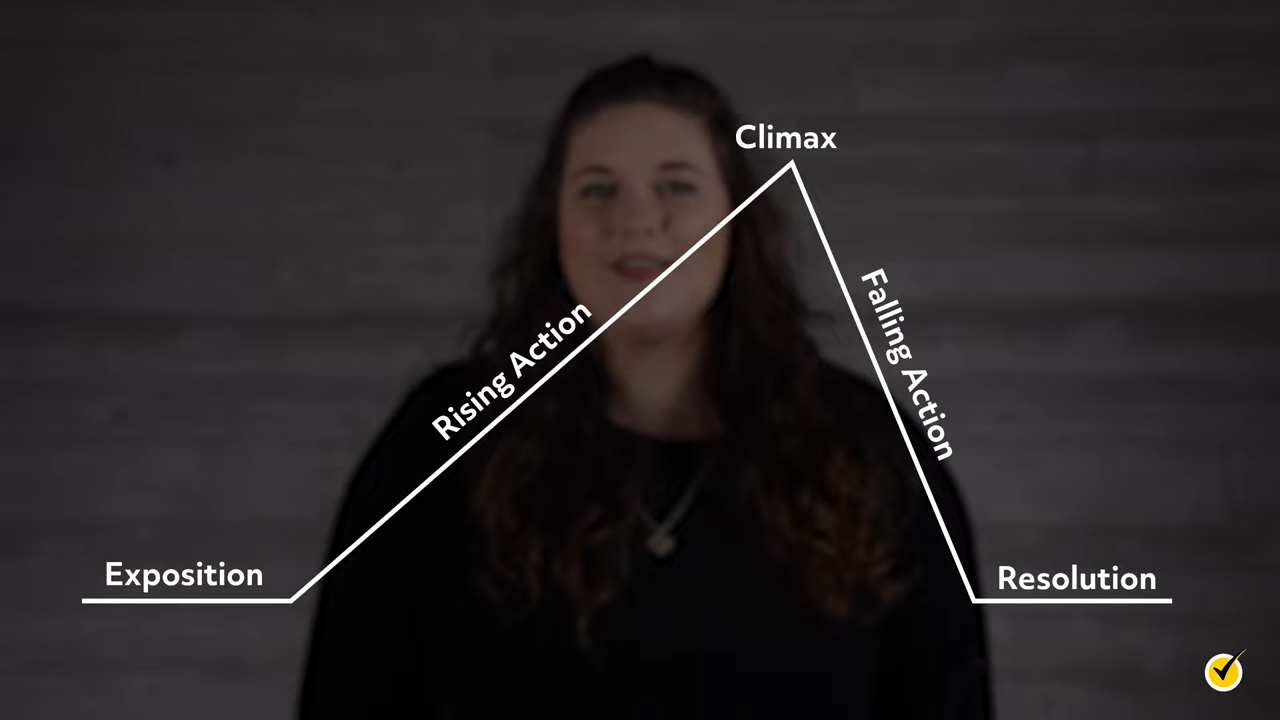 Exposition
Rising Action
Climax
Falling Action
Resolution